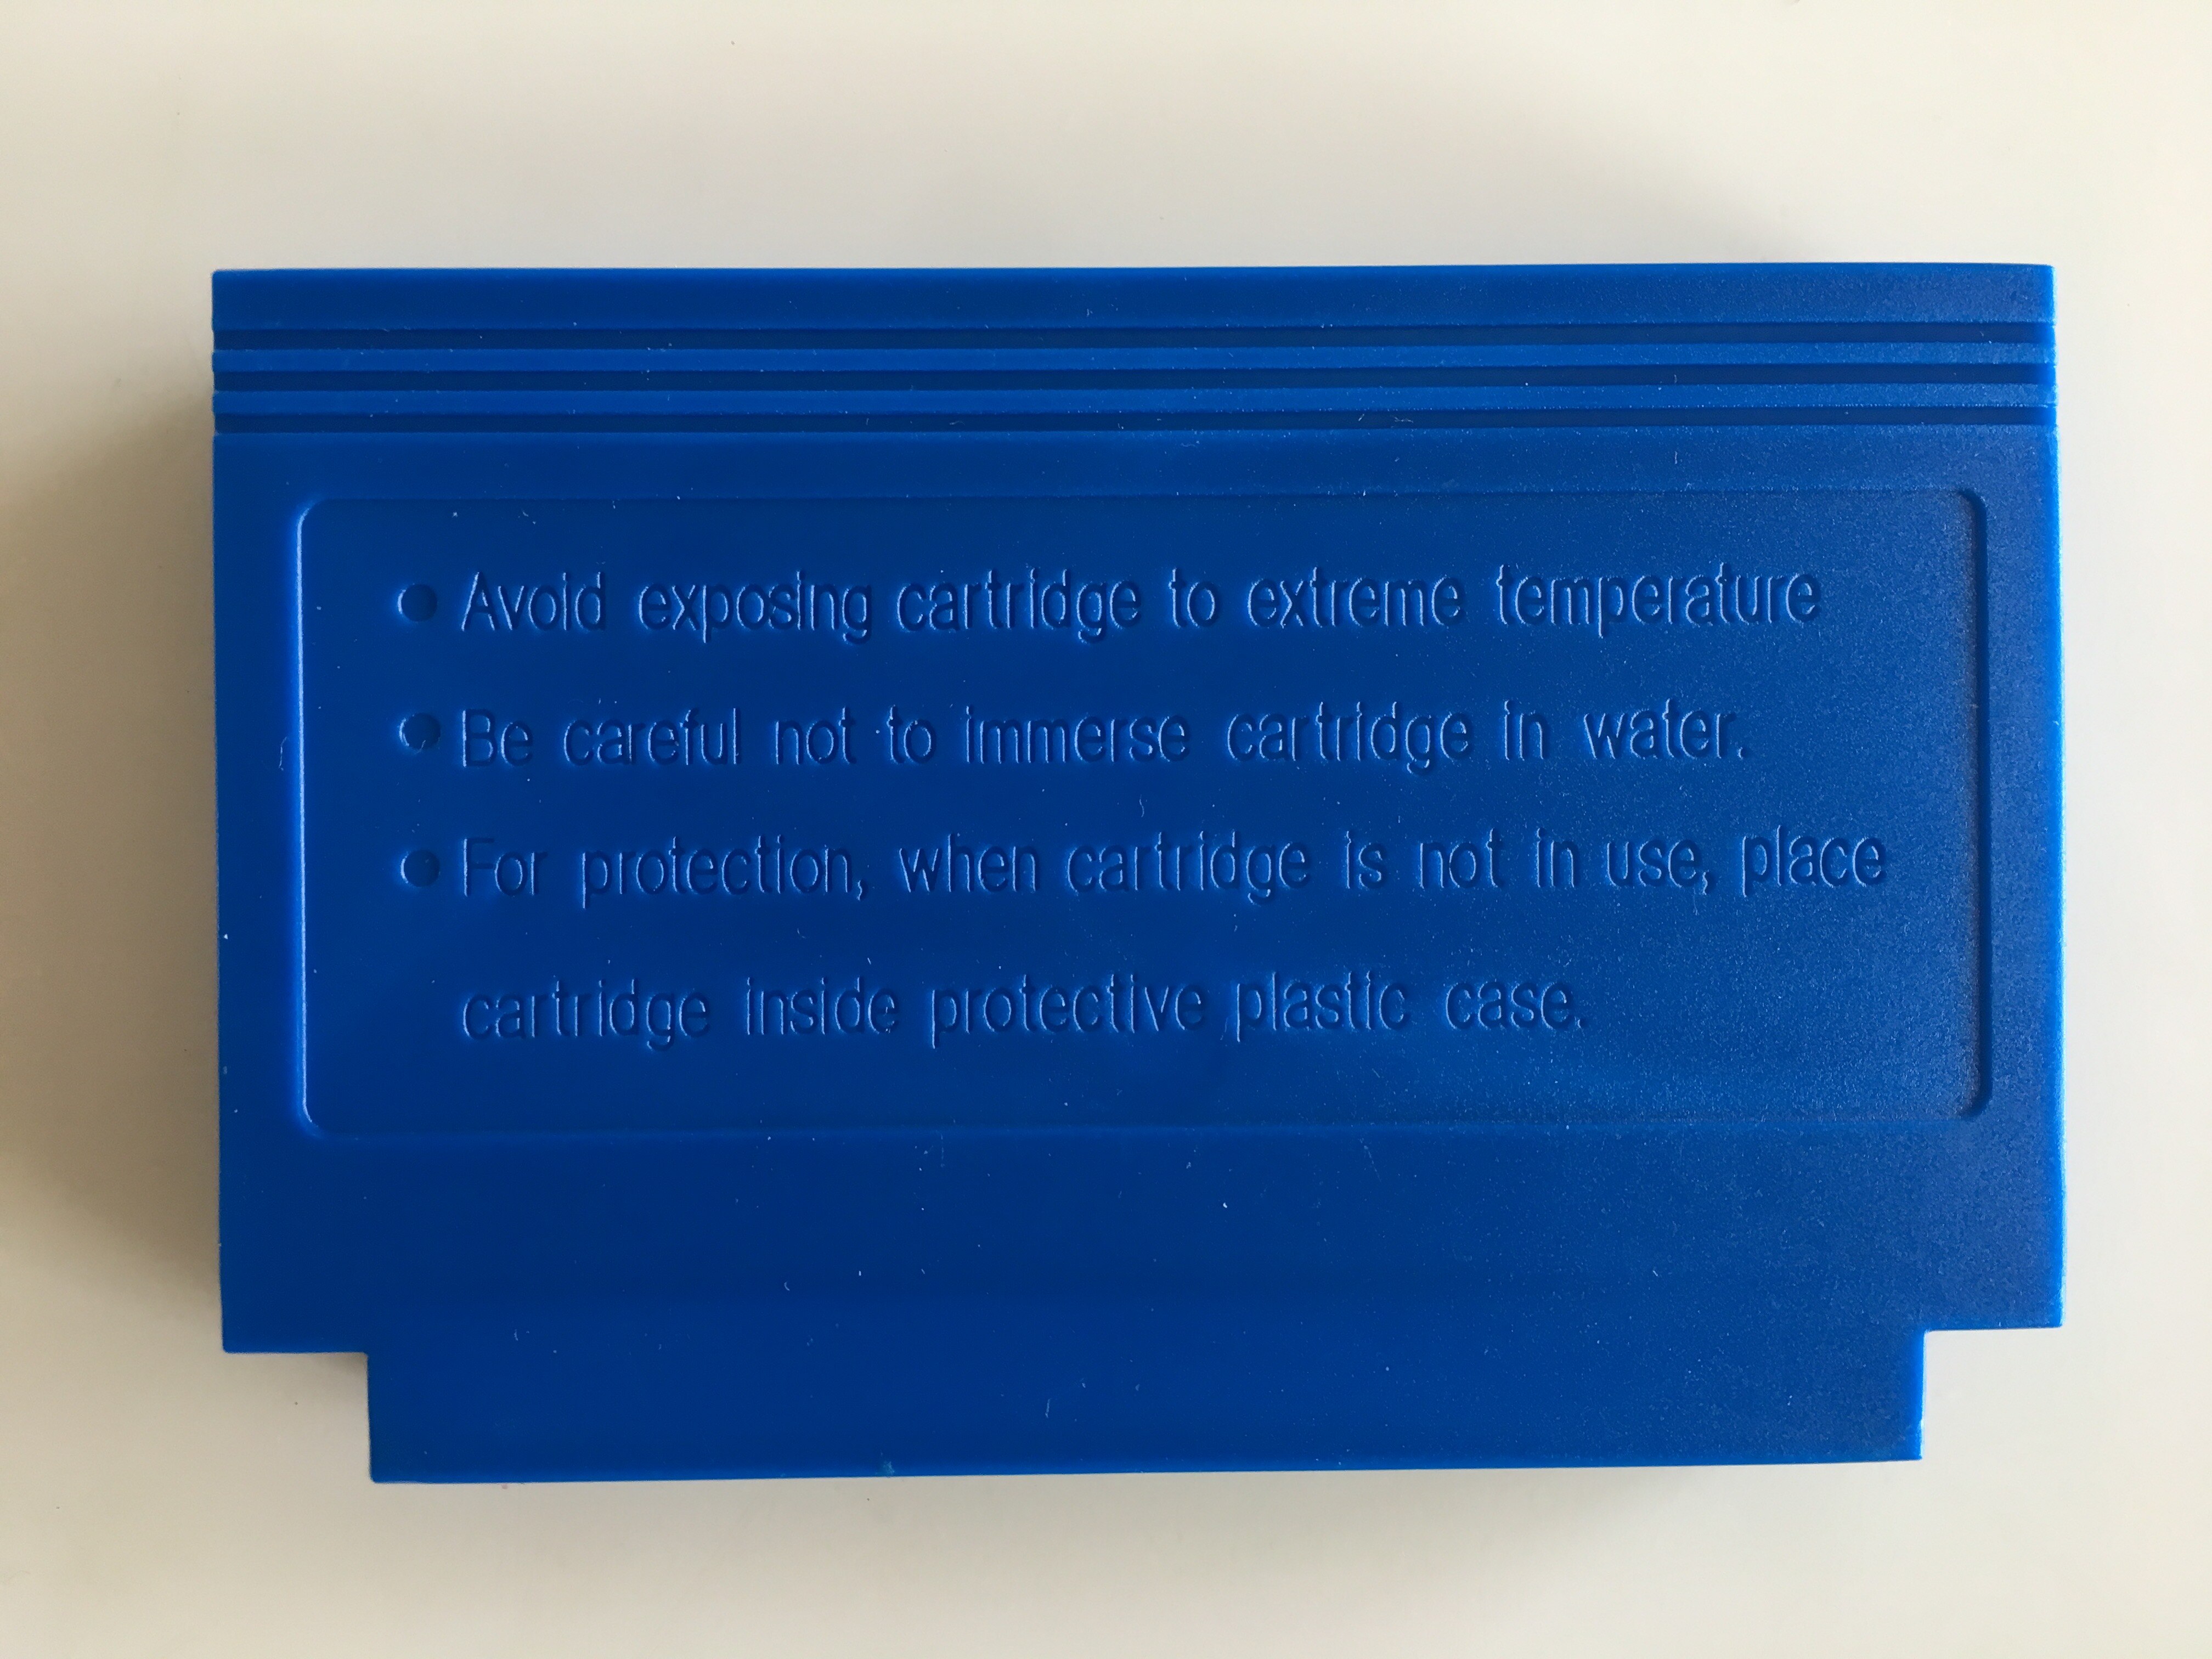 ● Avoid exposing cartridge to extreme temperature
● Be careful not to immerse cartridge in water.
● For protection, when cartridge is not in use, place
cartridge inside protective plastic case.